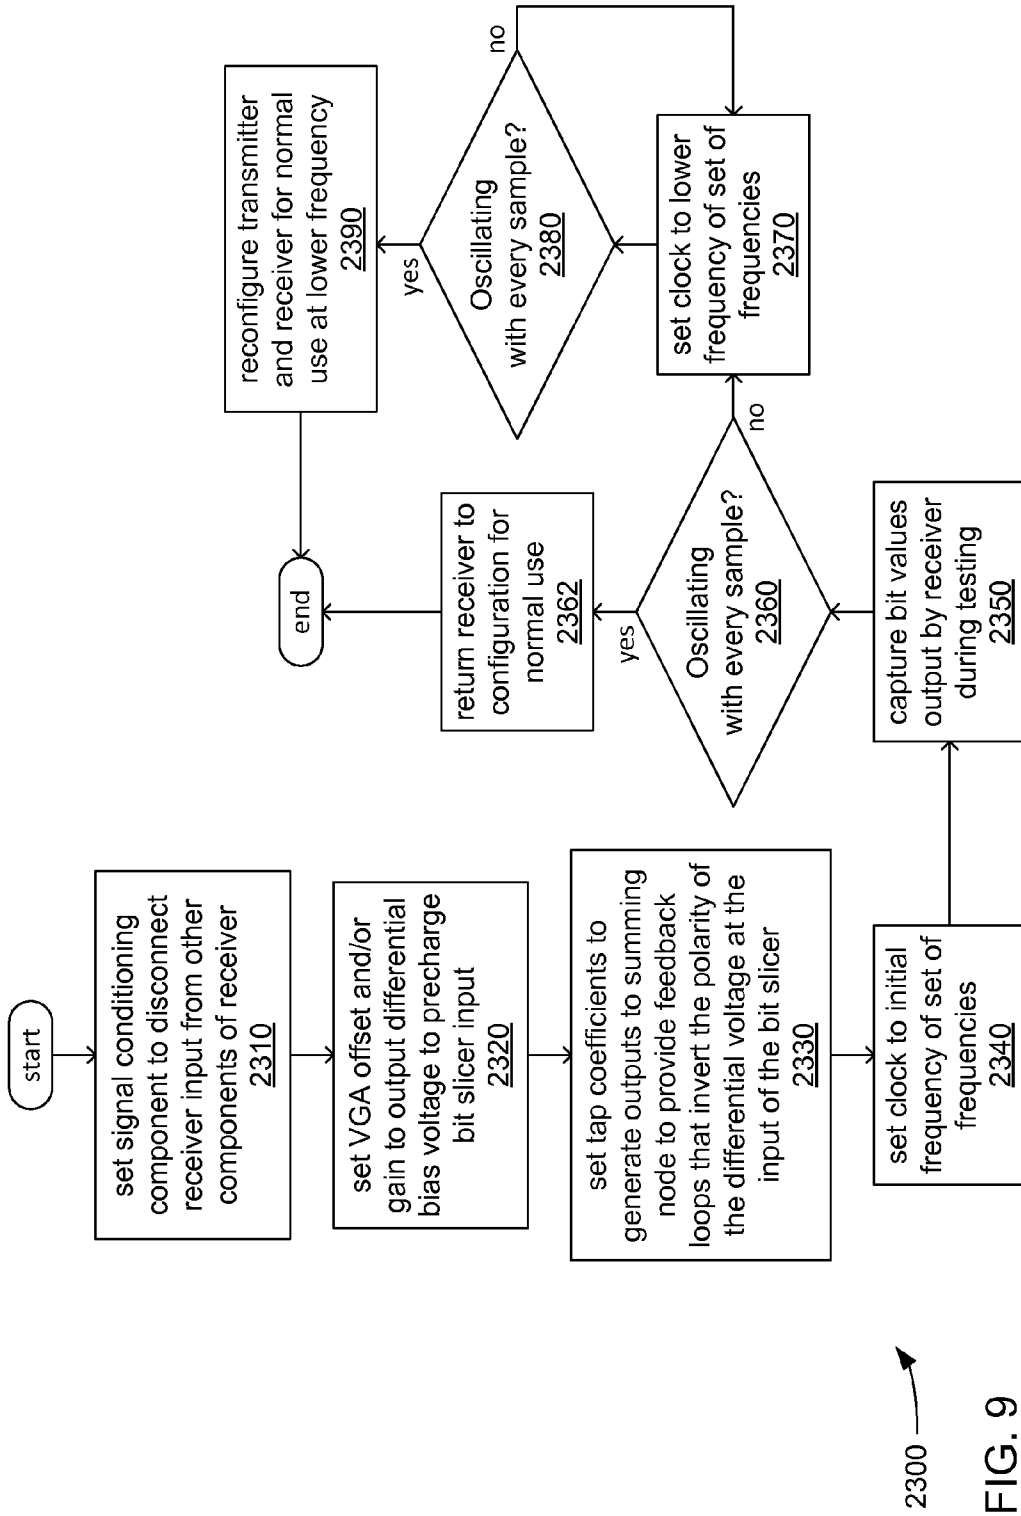 start
set signal conditioning
component to disconnect
receiver input from other
components of receiver
2310
set VGA offset and/or
gain to output differential
bias voltage to precharge
bit slicer input
2320
set tap coefficients to
generate outputs to summing
node to provide feedback
loops that invert the polarity of
the differential voltage at the
input of the bit slicer
2330
set clock to initial
frequency of set of
frequencies
2340
capture bit values
output by receiver
during testing
2350
Oscillating
with every sample?
2360
yes
no
return receiver to
configuration for
normal use
2362
end
set clock to lower
frequency of set of
frequencies
2370
Oscillating
with every sample?
2380
yes
no
reconfigure transmitter
and receiver for normal
use at lower frequency
2390
2300
FIG. 9